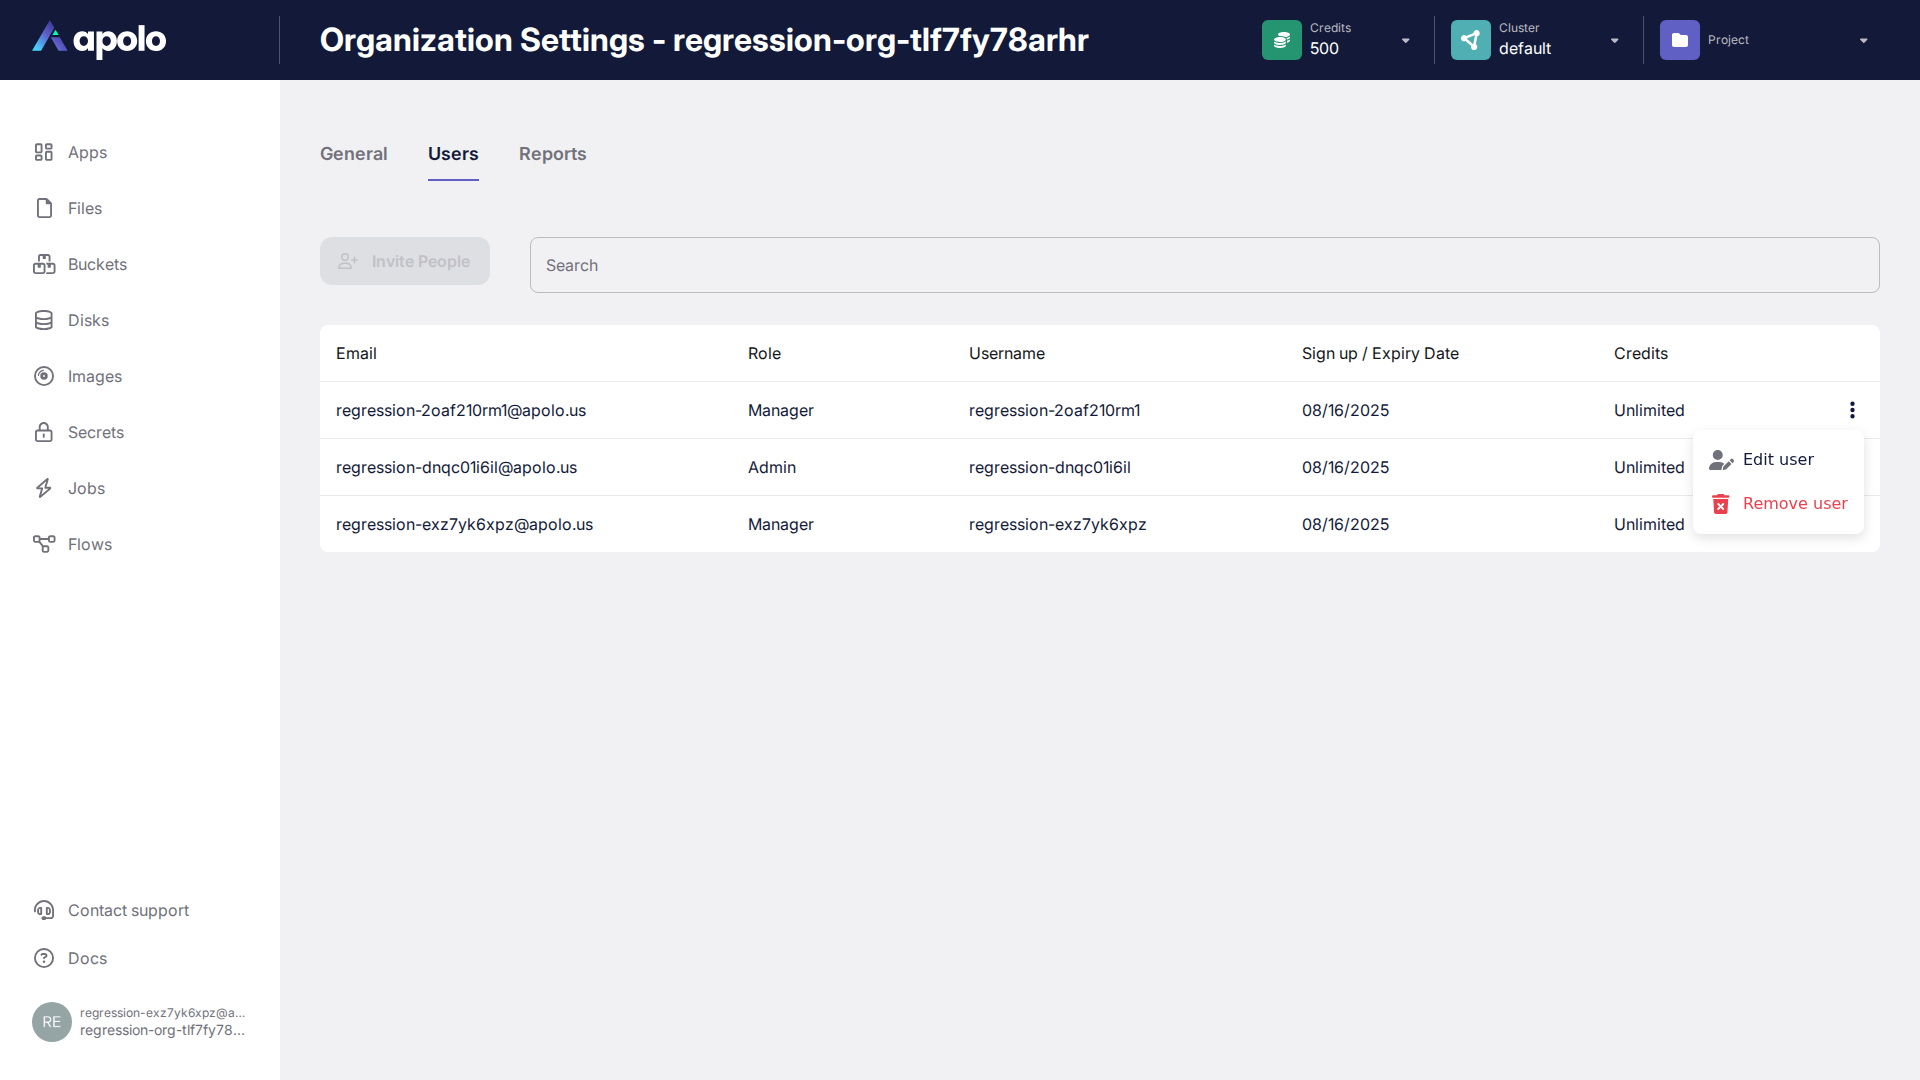 apolo
Organization Settings - regression-org-tlf7fy78arhr
Credits
500
Cluster
default
Project
Apps
Files
Buckets
Disks
Images
Secrets
Jobs
Flows
Contact support
Docs
RE
regression-exz7yk6xpz@a...
regression-org-tlf7fy78...
General Users Reports
Invite People
Search
Email Role Username Sign up / Expiry Date Credits
regression-2oaf210rm1@apolo.us Manager regression-2oaf210rm1 08/16/2025 Unlimited
regression-dnqc01i6il@apolo.us Admin regression-dnqc01i6il 08/16/2025 Unlimited
regression-exz7yk6xpz@apolo.us Manager regression-exz7yk6xpz 08/16/2025 Unlimited
Edit user
Remove user